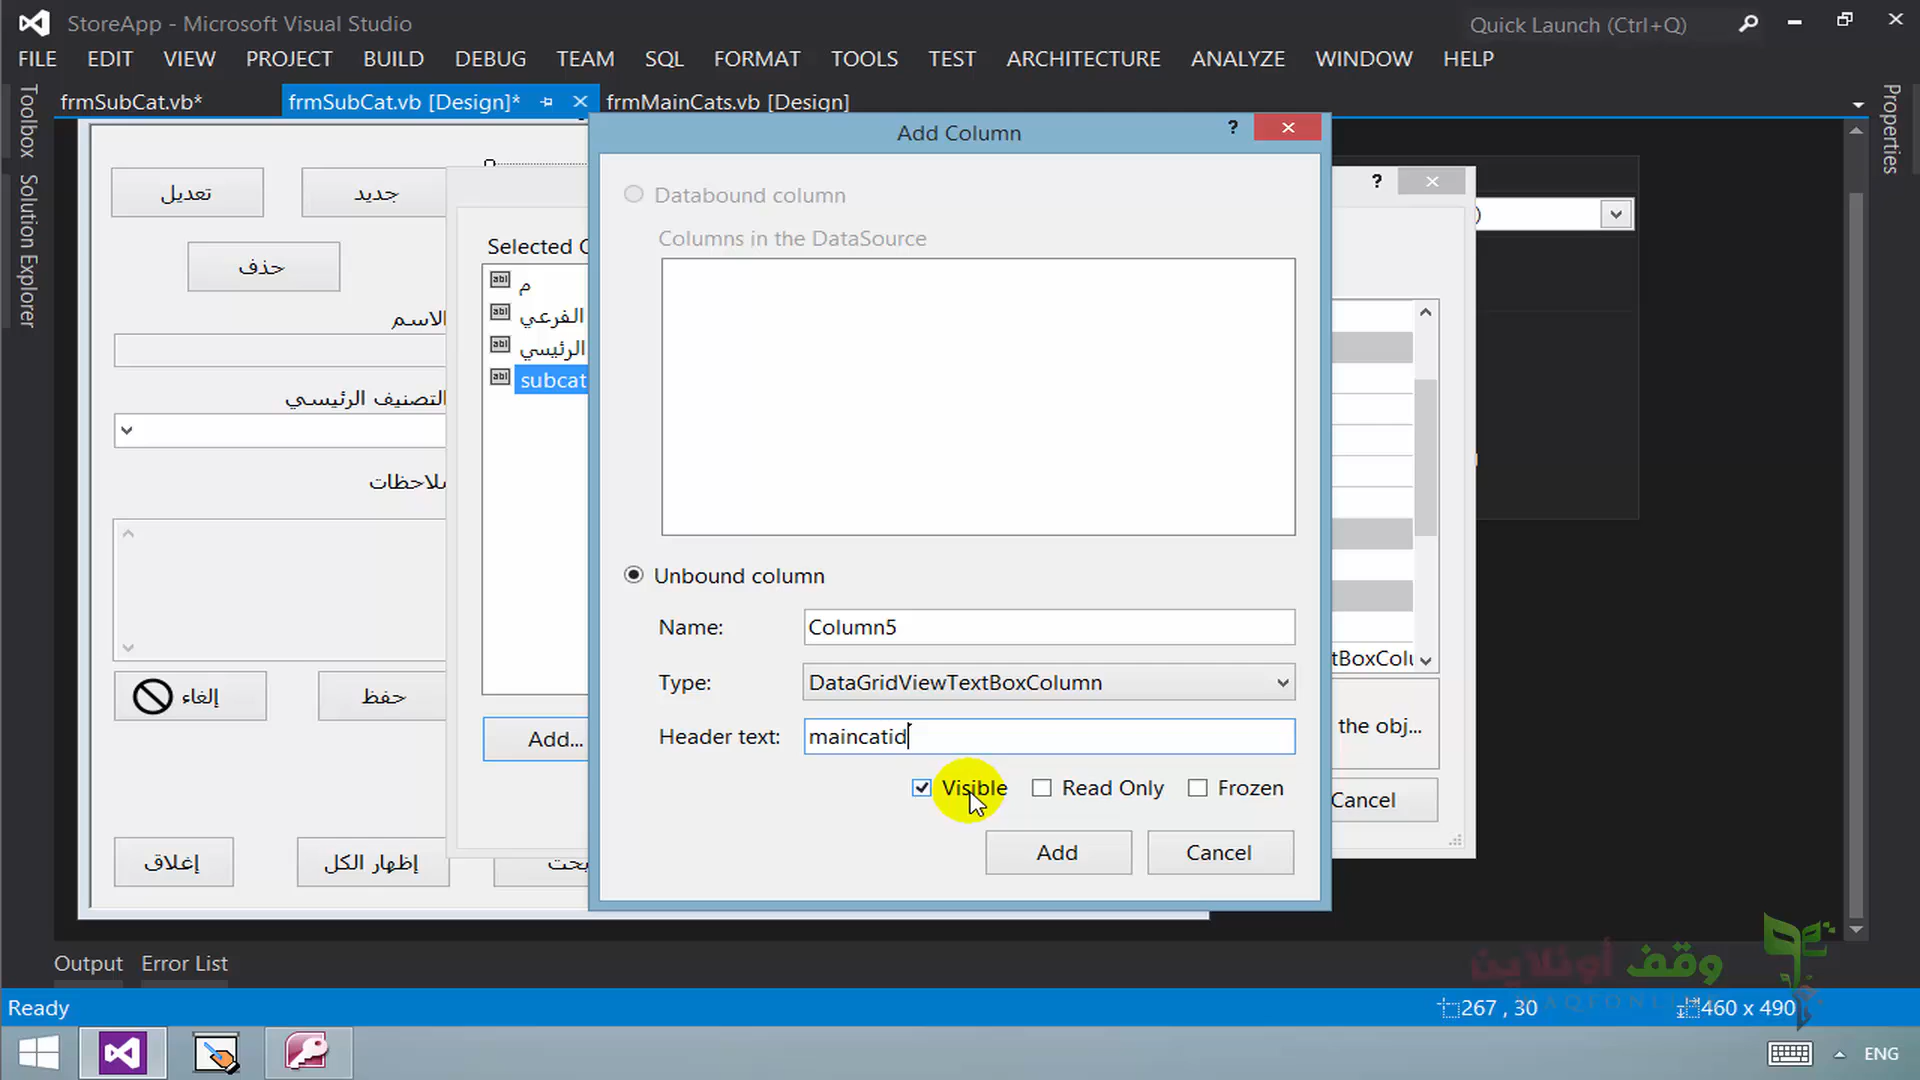 StoreApp - Microsoft Visual Studio
Quick Launch (Ctrl+Q)
FILE EDIT VIEW PROJECT BUILD DEBUG TEAM SQL FORMAT TOOLS TEST ARCHITECTURE ANALYZE WINDOW HELP
frmSubCat.vb*
frmSubCat.vb [Design]*
frmMainCats.vb [Design]
Toolbox
Solution Explorer
Properties
تعديل
جديد
حذف
الاسم
التصنيف الرئيسي
ملاحظات
إلغاء
حفظ
إغلاق
إظهار الكل
بحث
Selected
م
الفرعي
الرئيسي
subcat
Add...
Add Column
?
Databound column
Columns in the DataSource
Unbound column
Name:
Column5
Type:
DataGridViewTextBoxColumn
Header text:
maincatid
Visible
Read Only
Frozen
Add
Cancel
?
)
tBoxColu
the obj...
Cancel
Output
Error List
وقف أونلاين
WAQFONLINE
Ready
267 , 30
460 x 490
ENG